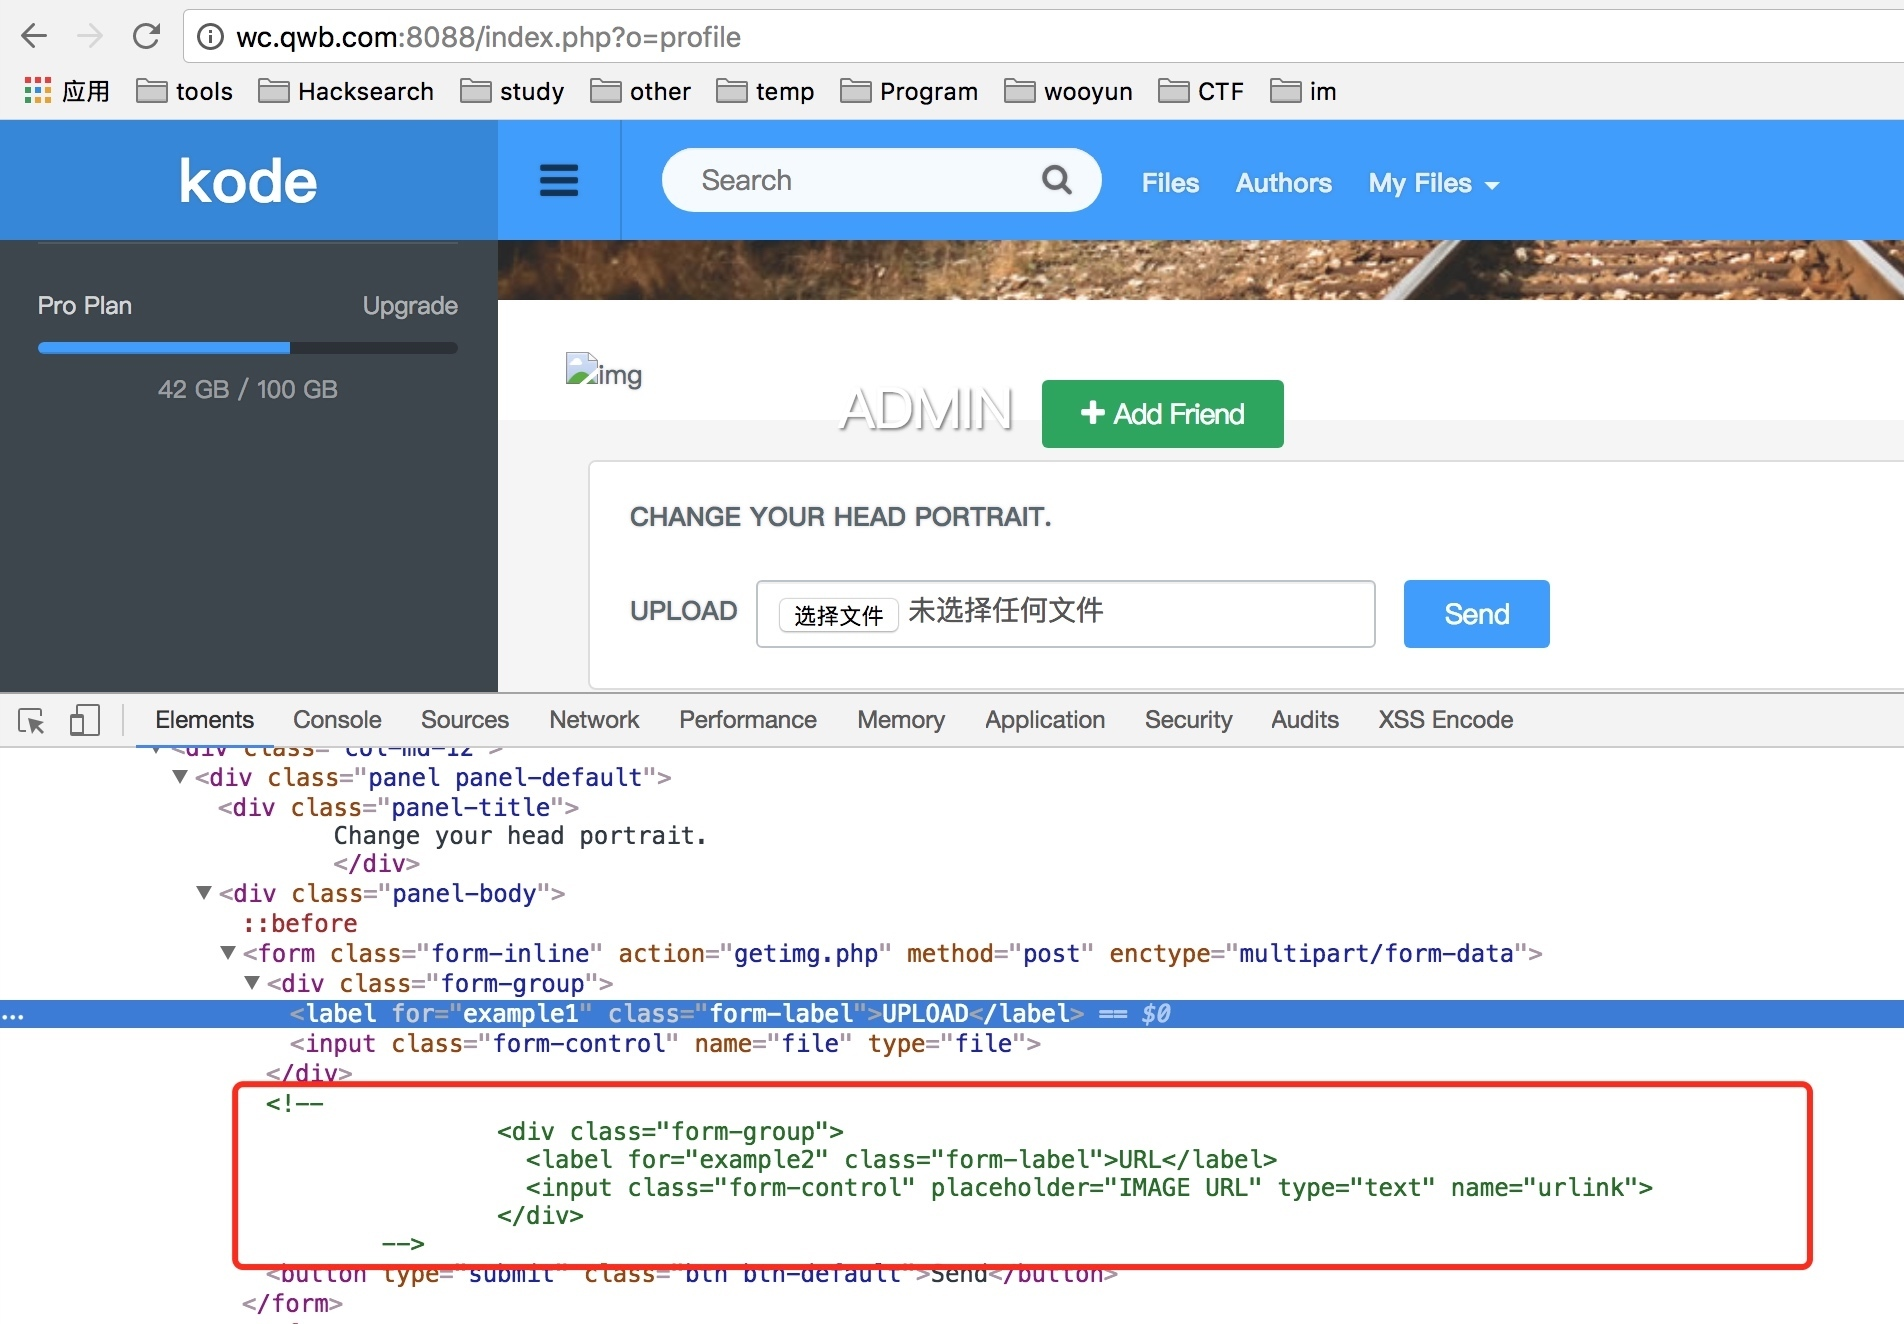 wc.qwb.com:8088/index.php?o=profile
应用 tools Hacksearch study other temp Program wooyun CTF im
kode Search Files Authors My Files
Pro Plan Upgrade
42 GB / 100 GB
img
ADMIN Add Friend
CHANGE YOUR HEAD PORTRAIT.
UPLOAD 选择文件 未选择任何文件 Send
Elements Console Sources Network Performance Memory Application Security Audits XSS Encode
<div class="col-md-12">
<div class="panel panel-default">
<div class="panel-title">
Change your head portrait.
</div>
<div class="panel-body">
::before
<form class="form-inline" action="getimg.php" method="post" enctype="multipart/form-data">
<div class="form-group">
... <label for="example1" class="form-label">UPLOAD</label> == $0
<input class="form-control" name="file" type="file">
</div>
<!--
<div class="form-group">
<label for="example2" class="form-label">URL</label>
<input class="form-control" placeholder="IMAGE URL" type="text" name="urlink">
</div>
-->
<button type="submit" class="btn btn-default">Send</button>
</form>